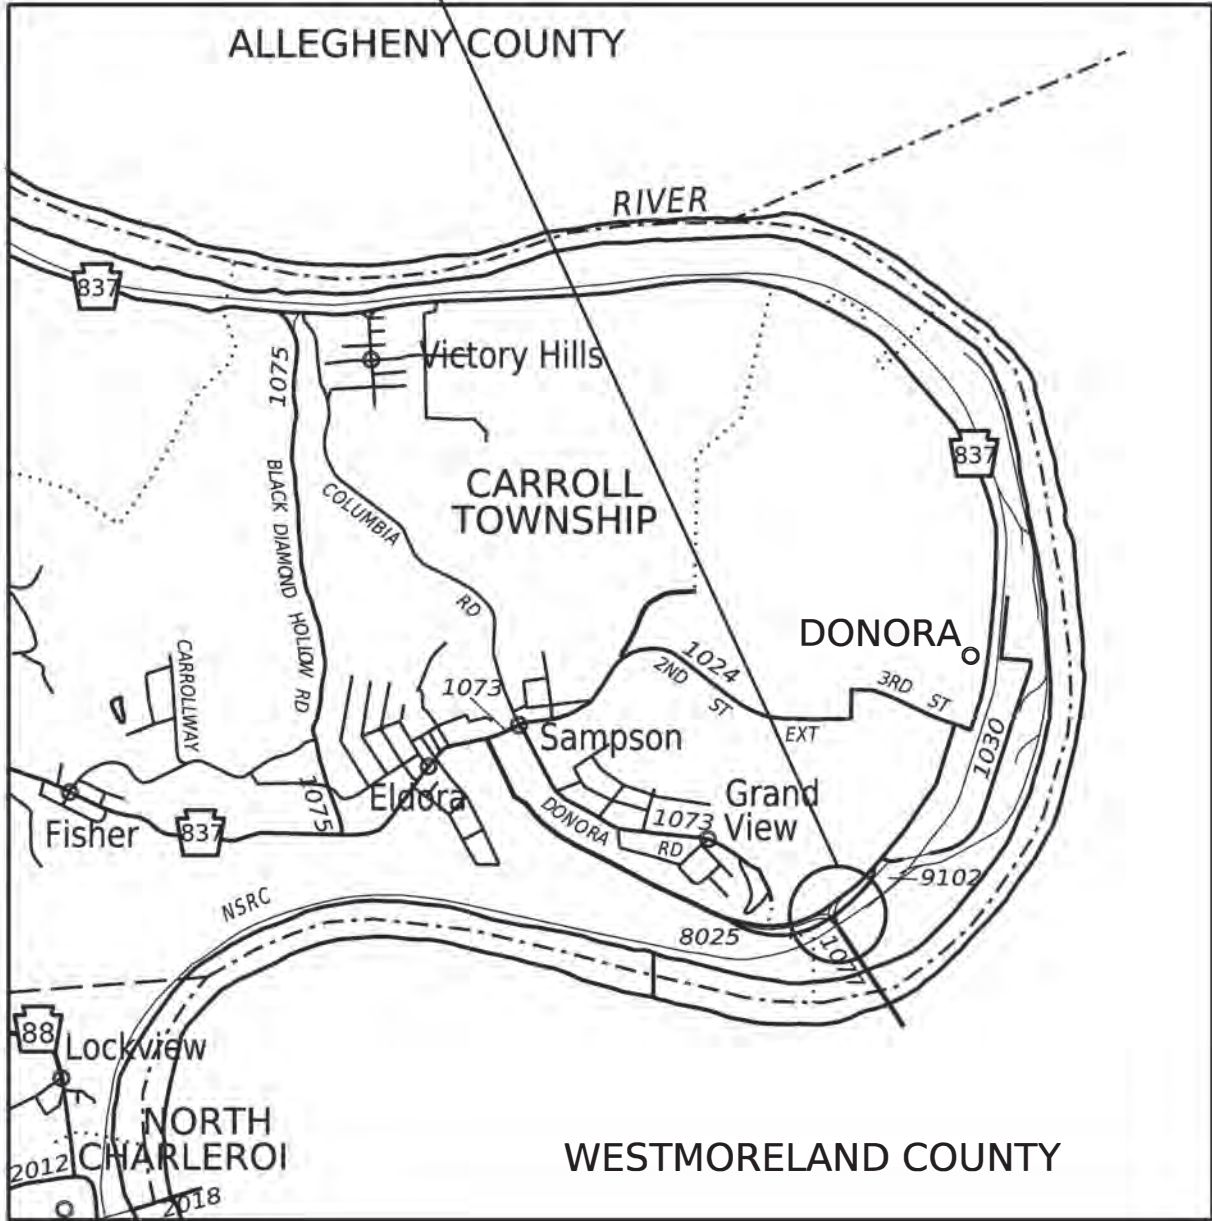 ALLEGHENY COUNTY
RIVER
837
1075
Victory Hills
837
CARROLL
TOWNSHIP
COLUMBIA
RD
BLACK DIAMOND HOLLOW RD
DONORA
CARROLLWAY
1073
1024
2ND ST EXT
3RD ST
Sampson
1030
1075
Eldora
Fisher
837
DONORA
RD
1073
Grand
View
9102
NSRC
8025
1077
88
Lockview
NORTH
CHARLEROI
2012
2018
WESTMORELAND COUNTY